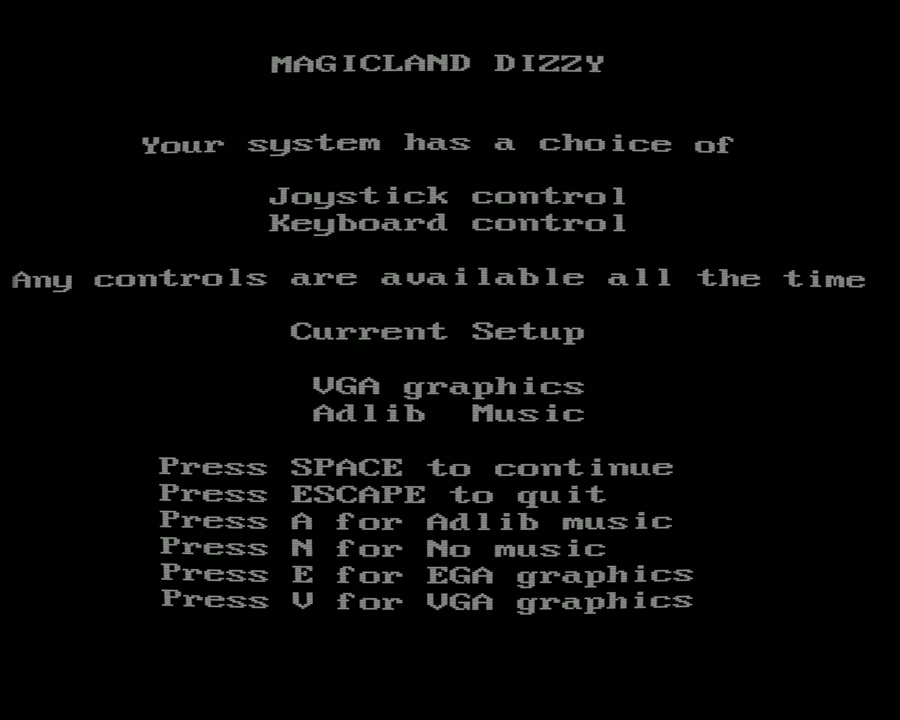 MAGICLAND DIZZY
Your system has a choice of
Joystick control
Keyboard control
Any controls are available all the time
Current Setup
VGA graphics
Adlib  Music
Press SPACE to continue
Press ESCAPE to quit
Press A for Adlib music
Press N for No music
Press E for EGA graphics
Press V for VGA graphics